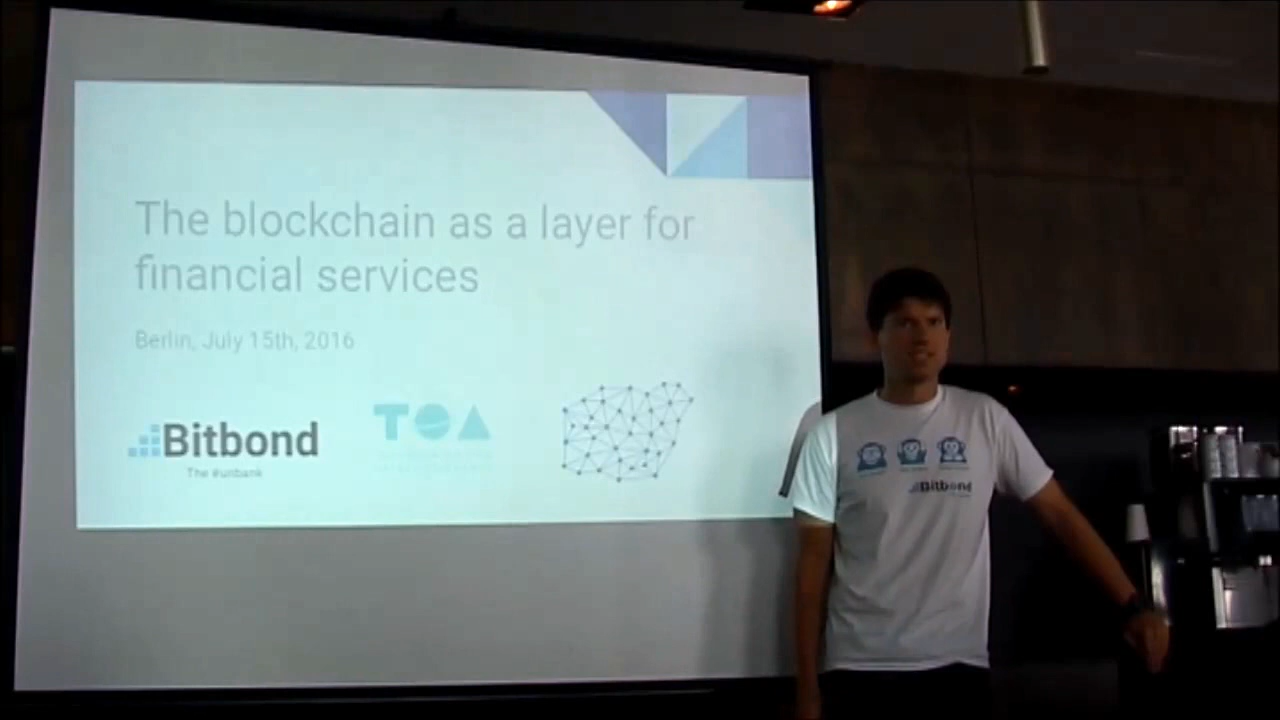 The blockchain as a layer for
financial services
Berlin, July 15th, 2016
Bitbond
The #unbank
TOA
Bitbond